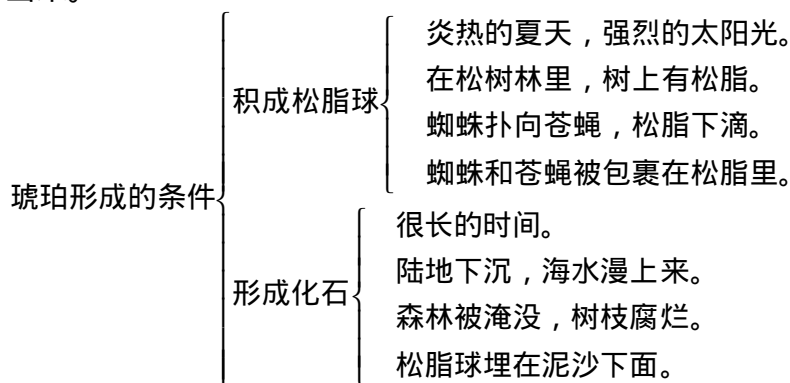 炎热的夏天，强烈的太阳光。
在松树林里，树上有松脂。
积成松脂球
蜘蛛扑向苍蝇，松脂下滴。
蜘蛛和苍蝇被包裹在松脂里。
琥珀形成的条件
很长的时间。
陆地下沉，海水漫上来。
形成化石
森林被淹没，树枝腐烂。
松脂球埋在泥沙下面。